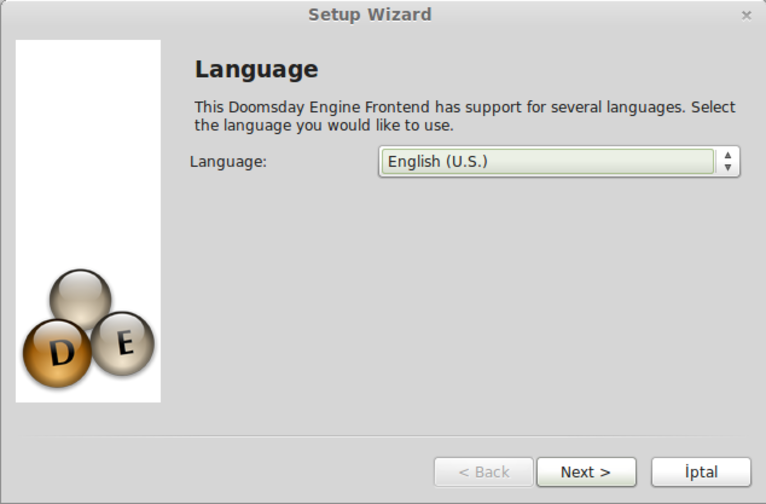 Setup Wizard
Language
This Doomsday Engine Frontend has support for several languages. Select
the language you would like to use.
Language:
English (U.S.)
D E
< Back
Next >
İptal